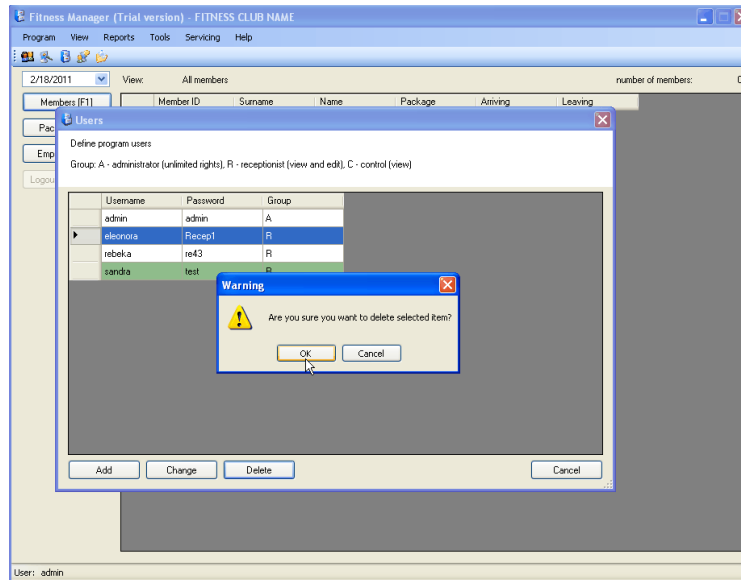 Fitness Manager (Trial version) - FITNESS CLUB NAME
Program View Reports Tools Servicing Help
2/18/2011 View: All members number of members:
Members [F1] Member ID Surname Name Package Arriving Leaving
Pac
Emp
Logou
Users
Define program users
Group: A - administrator (unlimited rights), R - receptionist (view and edit), C - control (view)
Username Password Group
admin admin A
eleonora Recep1 R
rebeka re43 R
sandra test R
Warning
Are you sure you want to delete selected item?
OK Cancel
Add Change Delete Cancel
User: admin